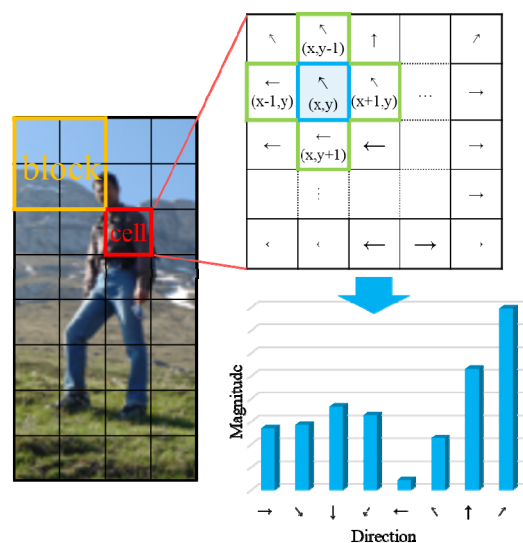 block
cell
(x,y-1)
(x-1,y)
(x,y)
(x+1,y)
...
(x,y+1)
⋮
Magnitude
Direction